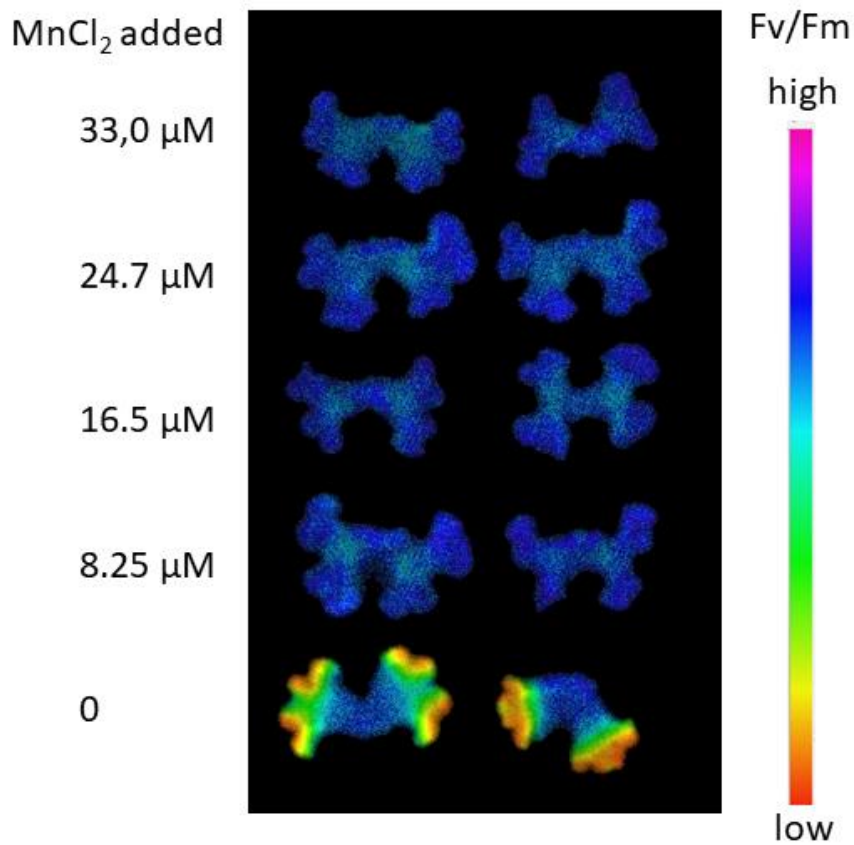 MnCl₂ added
Fv/Fm
high
33,0 µM
24.7 µM
16.5 µM
8.25 µM
0
low